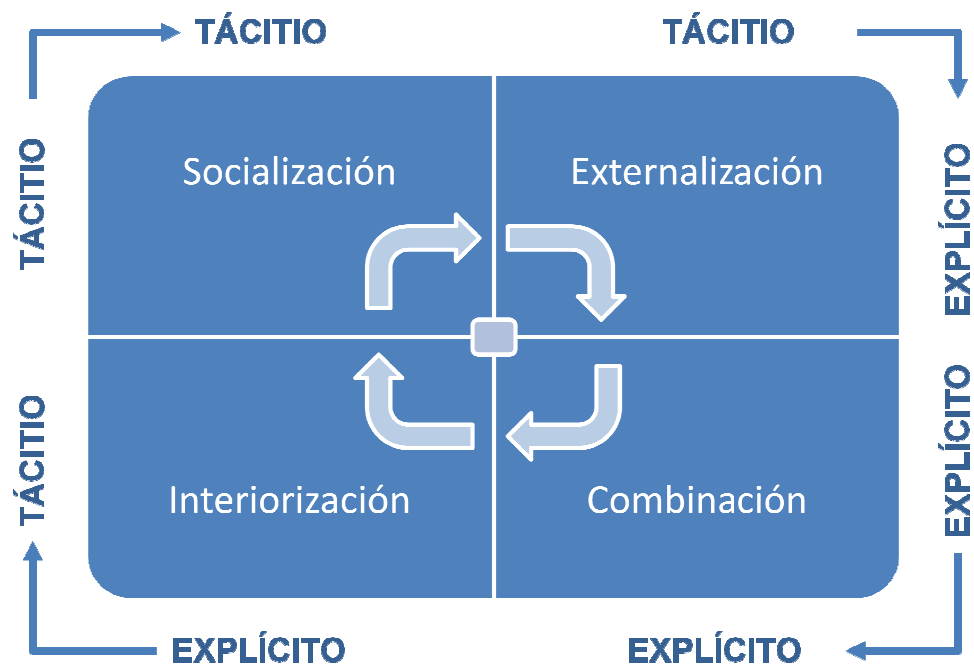 TÁCITIO
TÁCITIO
TÁCITIO
EXPLÍCITO
Socialización
Externalización
TÁCITIO
EXPLÍCITO
Interiorización
Combinación
EXPLÍCITO
EXPLÍCITO